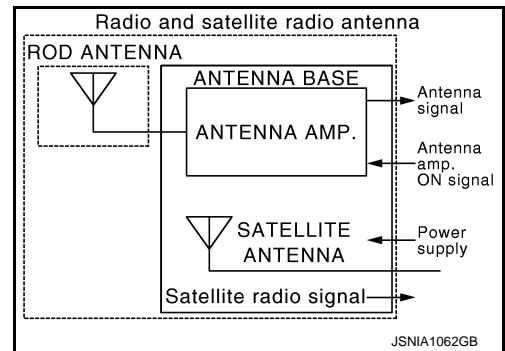 Radio and satellite radio antenna
ROD ANTENNA
ANTENNA BASE
ANTENNA AMP.
Antenna
signal
Antenna
amp.
ON signal
SATELLITE
ANTENNA
Power
supply
Satellite radio signal
JSNIA1062GB